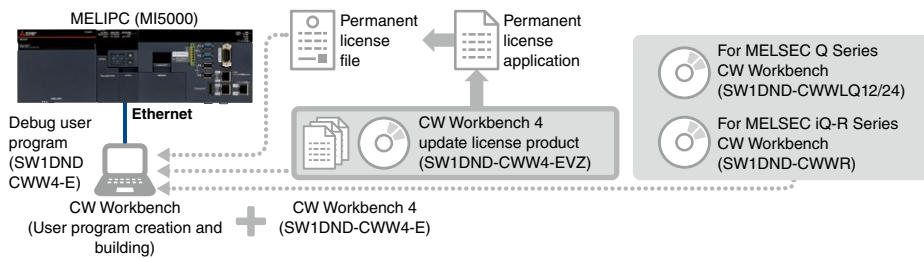 MELIPC (MI5000)
Ethernet
Debug user
program
(SW1DND
CWW4-E)
CW Workbench
(User program creation and
building)
CW Workbench 4
(SW1DND-CWW4-E)
Permanent
license
file
Permanent
license
application
CW Workbench 4
update license product
(SW1DND-CWW4-EVZ)
For MELSEC Q Series
CW Workbench
(SW1DND-CWWLQ12/24)
For MELSEC iQ-R Series
CW Workbench
(SW1DND-CWWR)